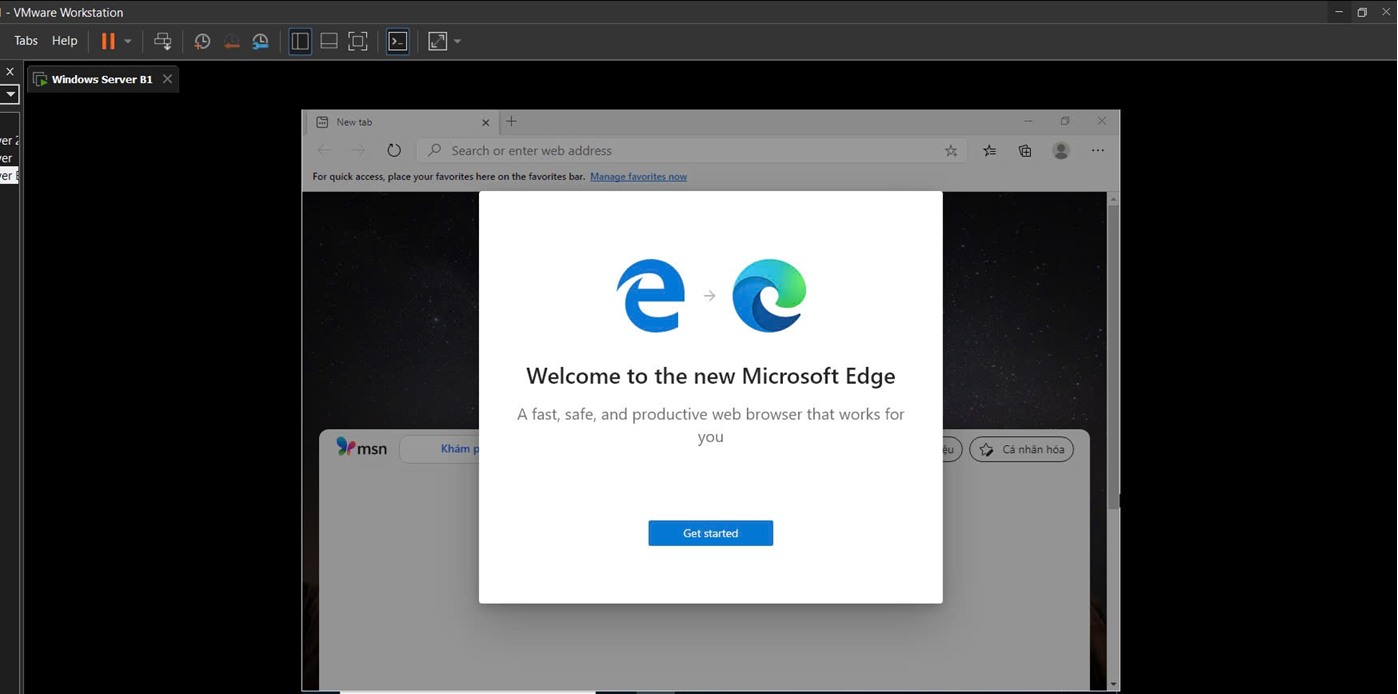 - VMware Workstation
Tabs Help
Windows Server B1
New tab
Search or enter web address
For quick access, place your favorites here on the favorites bar. Manage favorites now
Welcome to the new Microsoft Edge
A fast, safe, and productive web browser that works for
you
msn
Khám
Cá nhân hóa
Get started